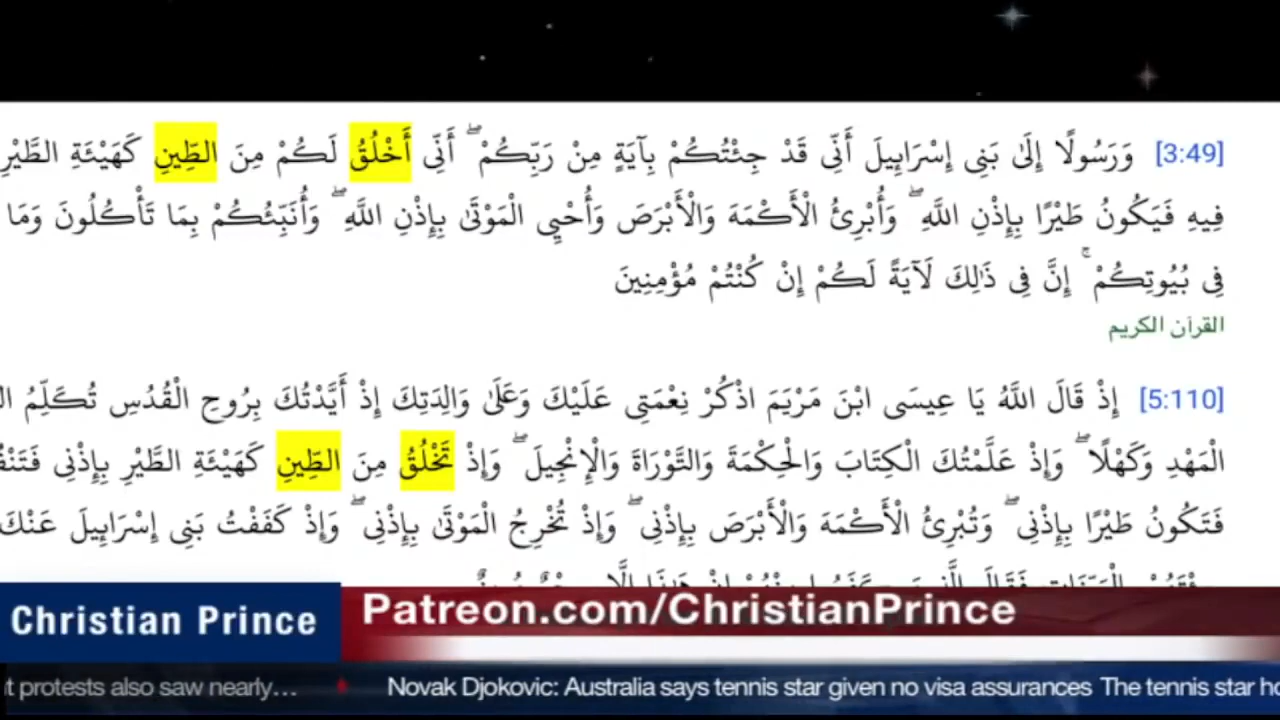 [3:49] وَرَسُولًا إِلَىٰ بَنِى إِسْرَابِيلَ أَنِّى قَدْ جِئْتُكُمْ بِآيَةٍ مِنْ رَبِّكُمْ ۖ أَنِّى أَخْلُقُ لَكُمْ مِنَ الطِّينِ كَهَيْئَةِ الطَّيْرِ
فِيهِ فَيَكُونُ طَيْرًا بِإِذْنِ اللَّهِ ۖ وَأُبْرِئُ الْأَكْمَهَ وَالْأَبْرَصَ وَأُحْيِى الْمَوْتَىٰ بِإِذْنِ اللَّهِ ۖ وَأُنَبِّئُكُمْ بِمَا تَأْكُلُونَ وَمَا
فِى بُيُوتِكُمْ ۚ إِنَّ فِى ذَٰلِكَ لَآيَةً لَكُمْ إِنْ كُنْتُمْ مُؤْمِنِينَ
القرآن الكريم
[5:110] إِذْ قَالَ اللَّهُ يَا عِيسَى ابْنَ مَرْيَمَ اذْكُرْ نِعْمَتِى عَلَيْكَ وَعَلَىٰ وَالِدَتِكَ إِذْ أَيَّدْتُكَ بِرُوحِ الْقُدُسِ تُكَلِّمُ
الْمَهْدِ وَكَهْلًا ۖ وَإِذْ عَلَّمْتُكَ الْكِتَابَ وَالْحِكْمَةَ وَالتَّوْرَاةَ وَالْإِنْجِيلَ ۖ وَإِذْ تَخْلُقُ مِنَ الطِّينِ كَهَيْئَةِ الطَّيْرِ بِإِذْنِى
فَتَكُونُ طَيْرًا بِإِذْنِى ۖ وَتُبْرِئُ الْأَكْمَهَ وَالْأَبْرَصَ بِإِذْنِى ۖ وَإِذْ تُخْرِجُ الْمَوْتَىٰ بِإِذْنِى ۖ وَإِذْ كَفَفْتُ بَنِى إِسْرَابِيلَ عَنْكَ
Christian Prince
Patreon.com/ChristianPrince
t protests also saw nearly... Novak Djokovic: Australia says tennis star given no visa assurances The tennis star